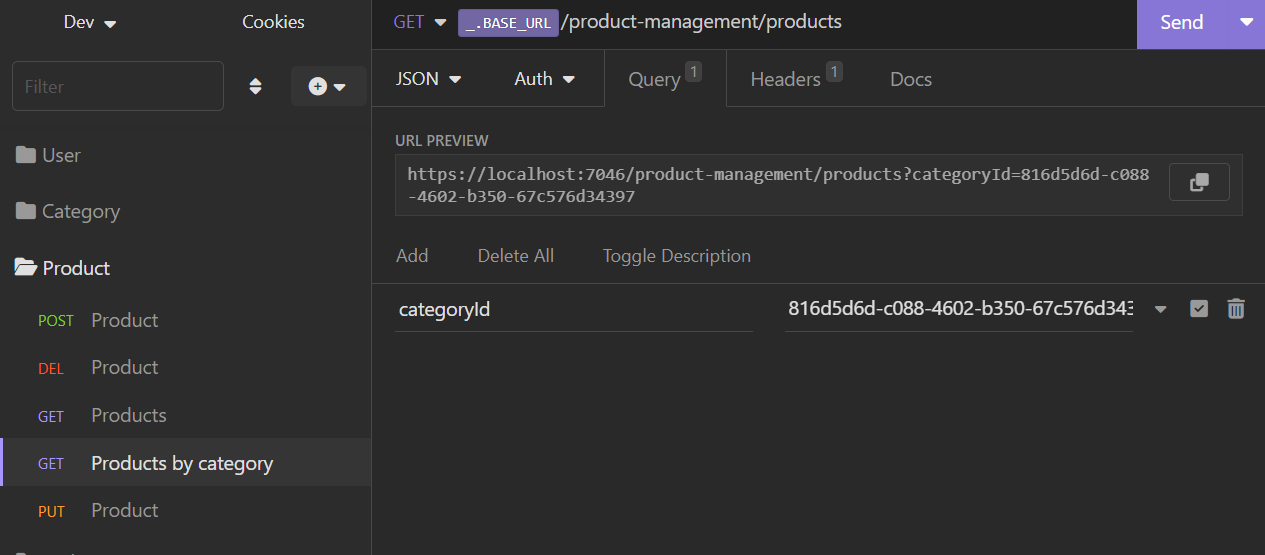 Dev
Cookies
GET
_.BASE_URL
/product-management/products
Send
Filter
JSON
Auth
Query 1
Headers 1
Docs
User
Category
Product
POST Product
DEL Product
GET Products
GET Products by category
PUT Product
URL PREVIEW
https://localhost:7046/product-management/products?categoryId=816d5d6d-c088
-4602-b350-67c576d34397
Add
Delete All
Toggle Description
categoryId
816d5d6d-c088-4602-b350-67c576d343